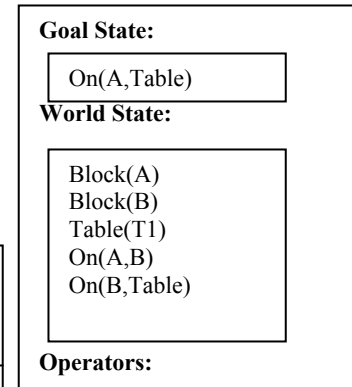 Goal State:
On(A,Table)
World State:
Block(A)
Block(B)
Table(T1)
On(A,B)
On(B,Table)
Operators: